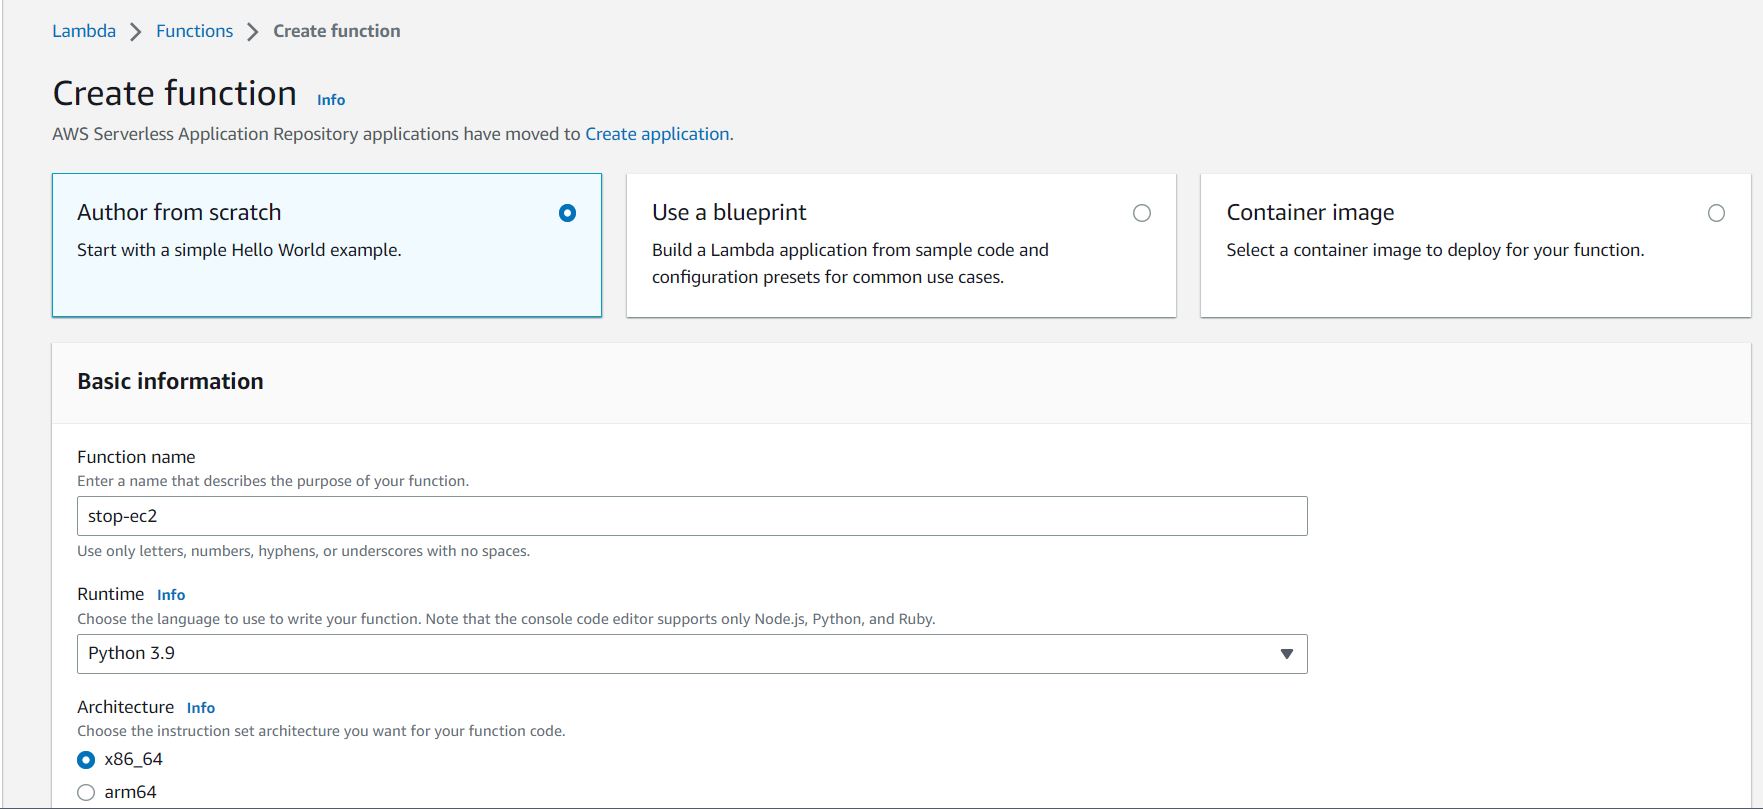 Lambda > Functions > Create function
Create function Info
AWS Serverless Application Repository applications have moved to Create application.
Author from scratch
Start with a simple Hello World example.
Use a blueprint
Build a Lambda application from sample code and
configuration presets for common use cases.
Container image
Select a container image to deploy for your function.
Basic information
Function name
Enter a name that describes the purpose of your function.
stop-ec2
Use only letters, numbers, hyphens, or underscores with no spaces.
Runtime Info
Choose the language to use to write your function. Note that the console code editor supports only Node.js, Python, and Ruby.
Python 3.9
Architecture Info
Choose the instruction set architecture you want for your function code.
x86_64
arm64